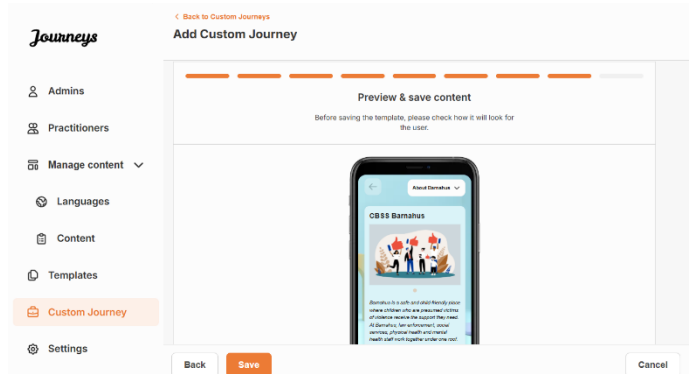 Journeys
Admins
Practitioners
Manage content
Languages
Content
Templates
Custom Journey
Settings
Back to Custom Journeys
Add Custom Journey
Preview & save content
Before saving the template, please check how it will look for
the user.
About Barnahus
CBSS Barnahus
Barnahus is a safe and child friendly place
where children who are presumed victims
of violence receive the support they need.
At Barnahus, law enforcement, social
services, physical health and mental
health staff work together under one roof
Back
Save
Cancel